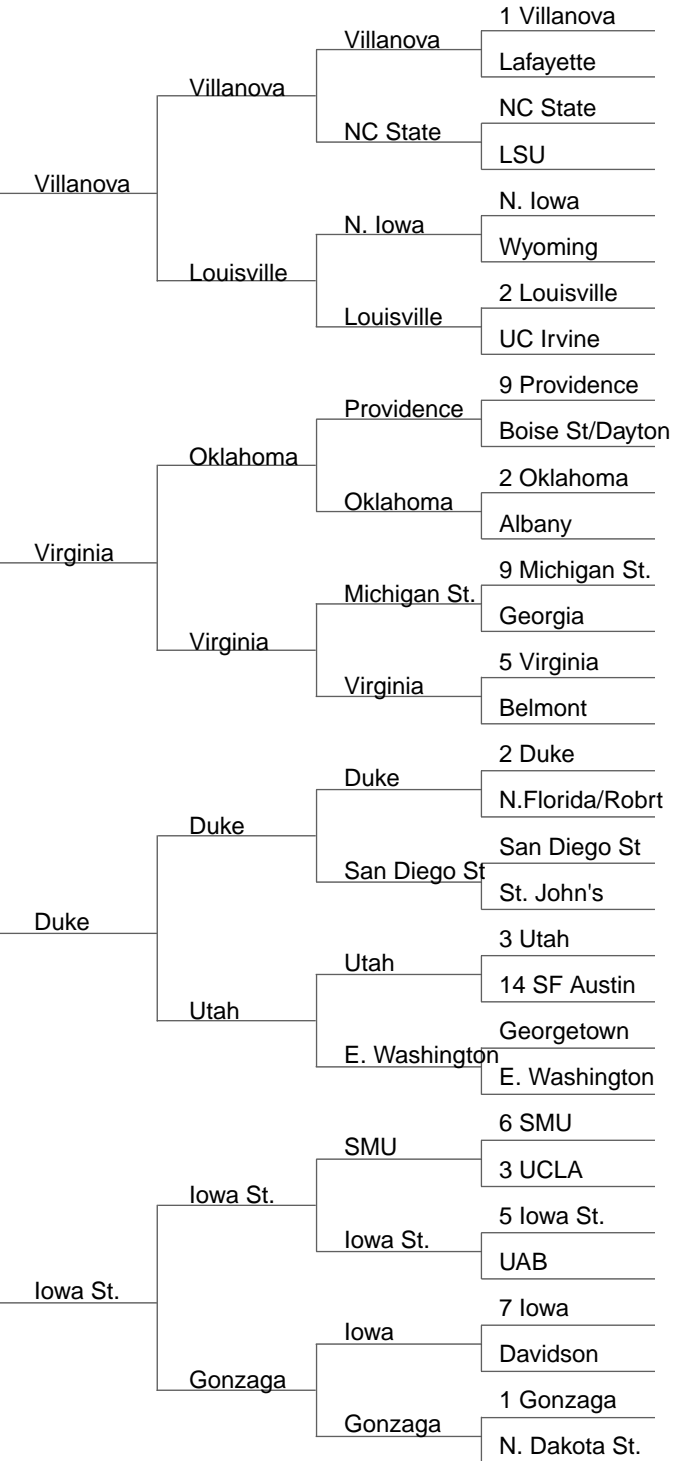 1 Villanova
Villanova
Lafayette
Villanova
NC State
NC State
LSU
Villanova
N. Iowa
N. Iowa
Wyoming
Louisville
2 Louisville
Louisville
UC Irvine
9 Providence
Providence
Boise St/Dayton
Oklahoma
2 Oklahoma
Oklahoma
Albany
Virginia
9 Michigan St.
Michigan St.
Georgia
Virginia
5 Virginia
Virginia
Belmont
2 Duke
Duke
N.Florida/Robrt
Duke
San Diego St
San Diego St
St. John's
Duke
3 Utah
Utah
14 SF Austin
Utah
Georgetown
E. Washington
E. Washington
6 SMU
SMU
3 UCLA
Iowa St.
5 Iowa St.
Iowa St.
UAB
Iowa St.
7 Iowa
Iowa
Davidson
Gonzaga
1 Gonzaga
Gonzaga
N. Dakota St.